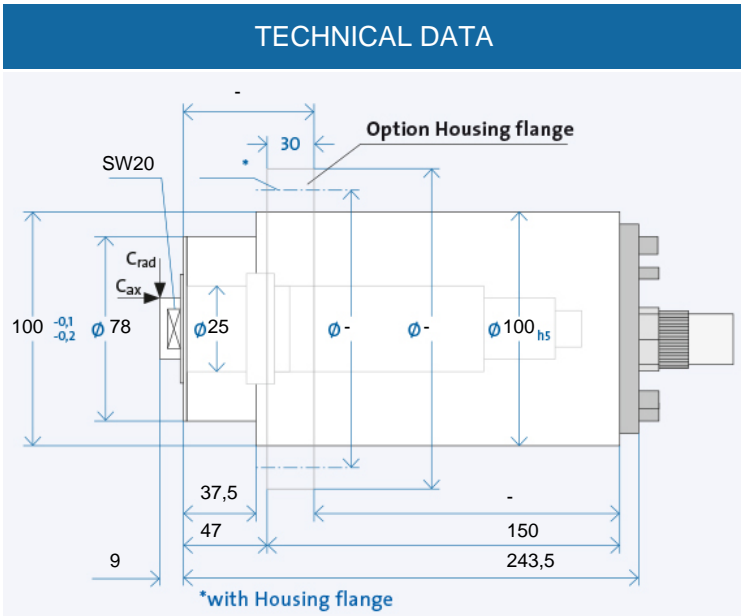 TECHNICAL DATA
-
30
Option Housing flange
*
SW20
Crad
Cax
100 -0,1 -0,2
Ø 78
Ø25
Ø-
Ø-
Ø100 h5
37,5
-
47
150
9
243,5
*with Housing flange